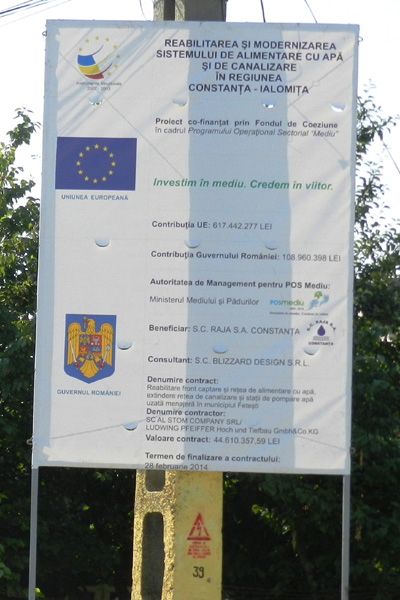 REABILITAREA ȘI MODERNIZAREA
SISTEMULUI DE ALIMENTARE CU APĂ
ȘI DE CANALIZARE
ÎN REGIUNEA
CONSTANȚA - IALOMIȚA
Proiect co-finanțat prin Fondul de Coeziune
în cadrul Programului Operațional Sectorial "Mediu"
UNIUNEA EUROPEANĂ
Investim în mediu. Credem în viitor.
Contribuția UE: 617.442.277 LEI
Contribuția Guvernului României: 108.960.398 LEI
Autoritatea de Management pentru POS Mediu:
Ministerul Mediului și Pădurilor
POSmediu
Beneficiar: S.C. RAJA S.A. CONSTANȚA
CONSTANȚA
Consultant: S.C. BLIZZARD DESIGN S.R.L.
GUVERNUL ROMÂNIEI
Denumire contract:
Reabilitare front captare și rețea de alimentare cu apă,
extindere rețea de canalizare și stații de pompare apă
uzată menjeră în municipiul Fetești
Denumire contractor:
SC AL STOM COMPANY SRL/
LUDWING PFEIFFER Hoch und Tiefbau GmbH&Co KG
Valoare contract: 44.610.357,59 LEI
Termen de finalizare a contractului:
28 februarie 2014
39